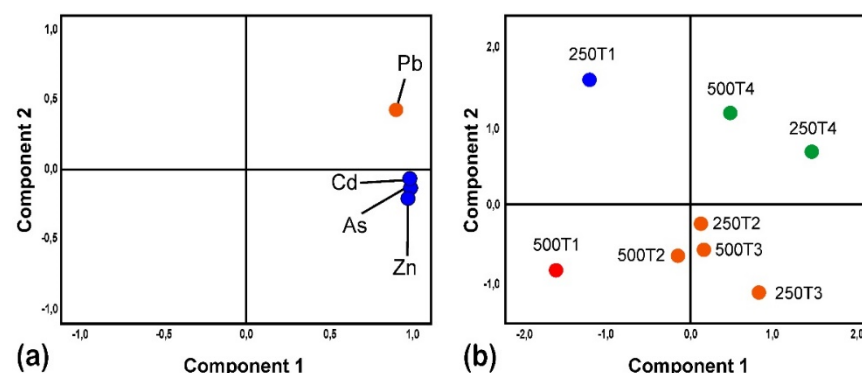 1,0
0,5
0,0
-0,5
-1,0
Component 2
Pb
Cd
As
Zn
-1,0
0,0
0,5
1,0
Component 1
(a)
2,0
1,0
0,0
-1,0
Component 2
250T1
500T4
250T4
250T2
500T3
500T2
500T1
250T3
-2,0
-1,0
0,0
1,0
2,0
Component 1
(b)